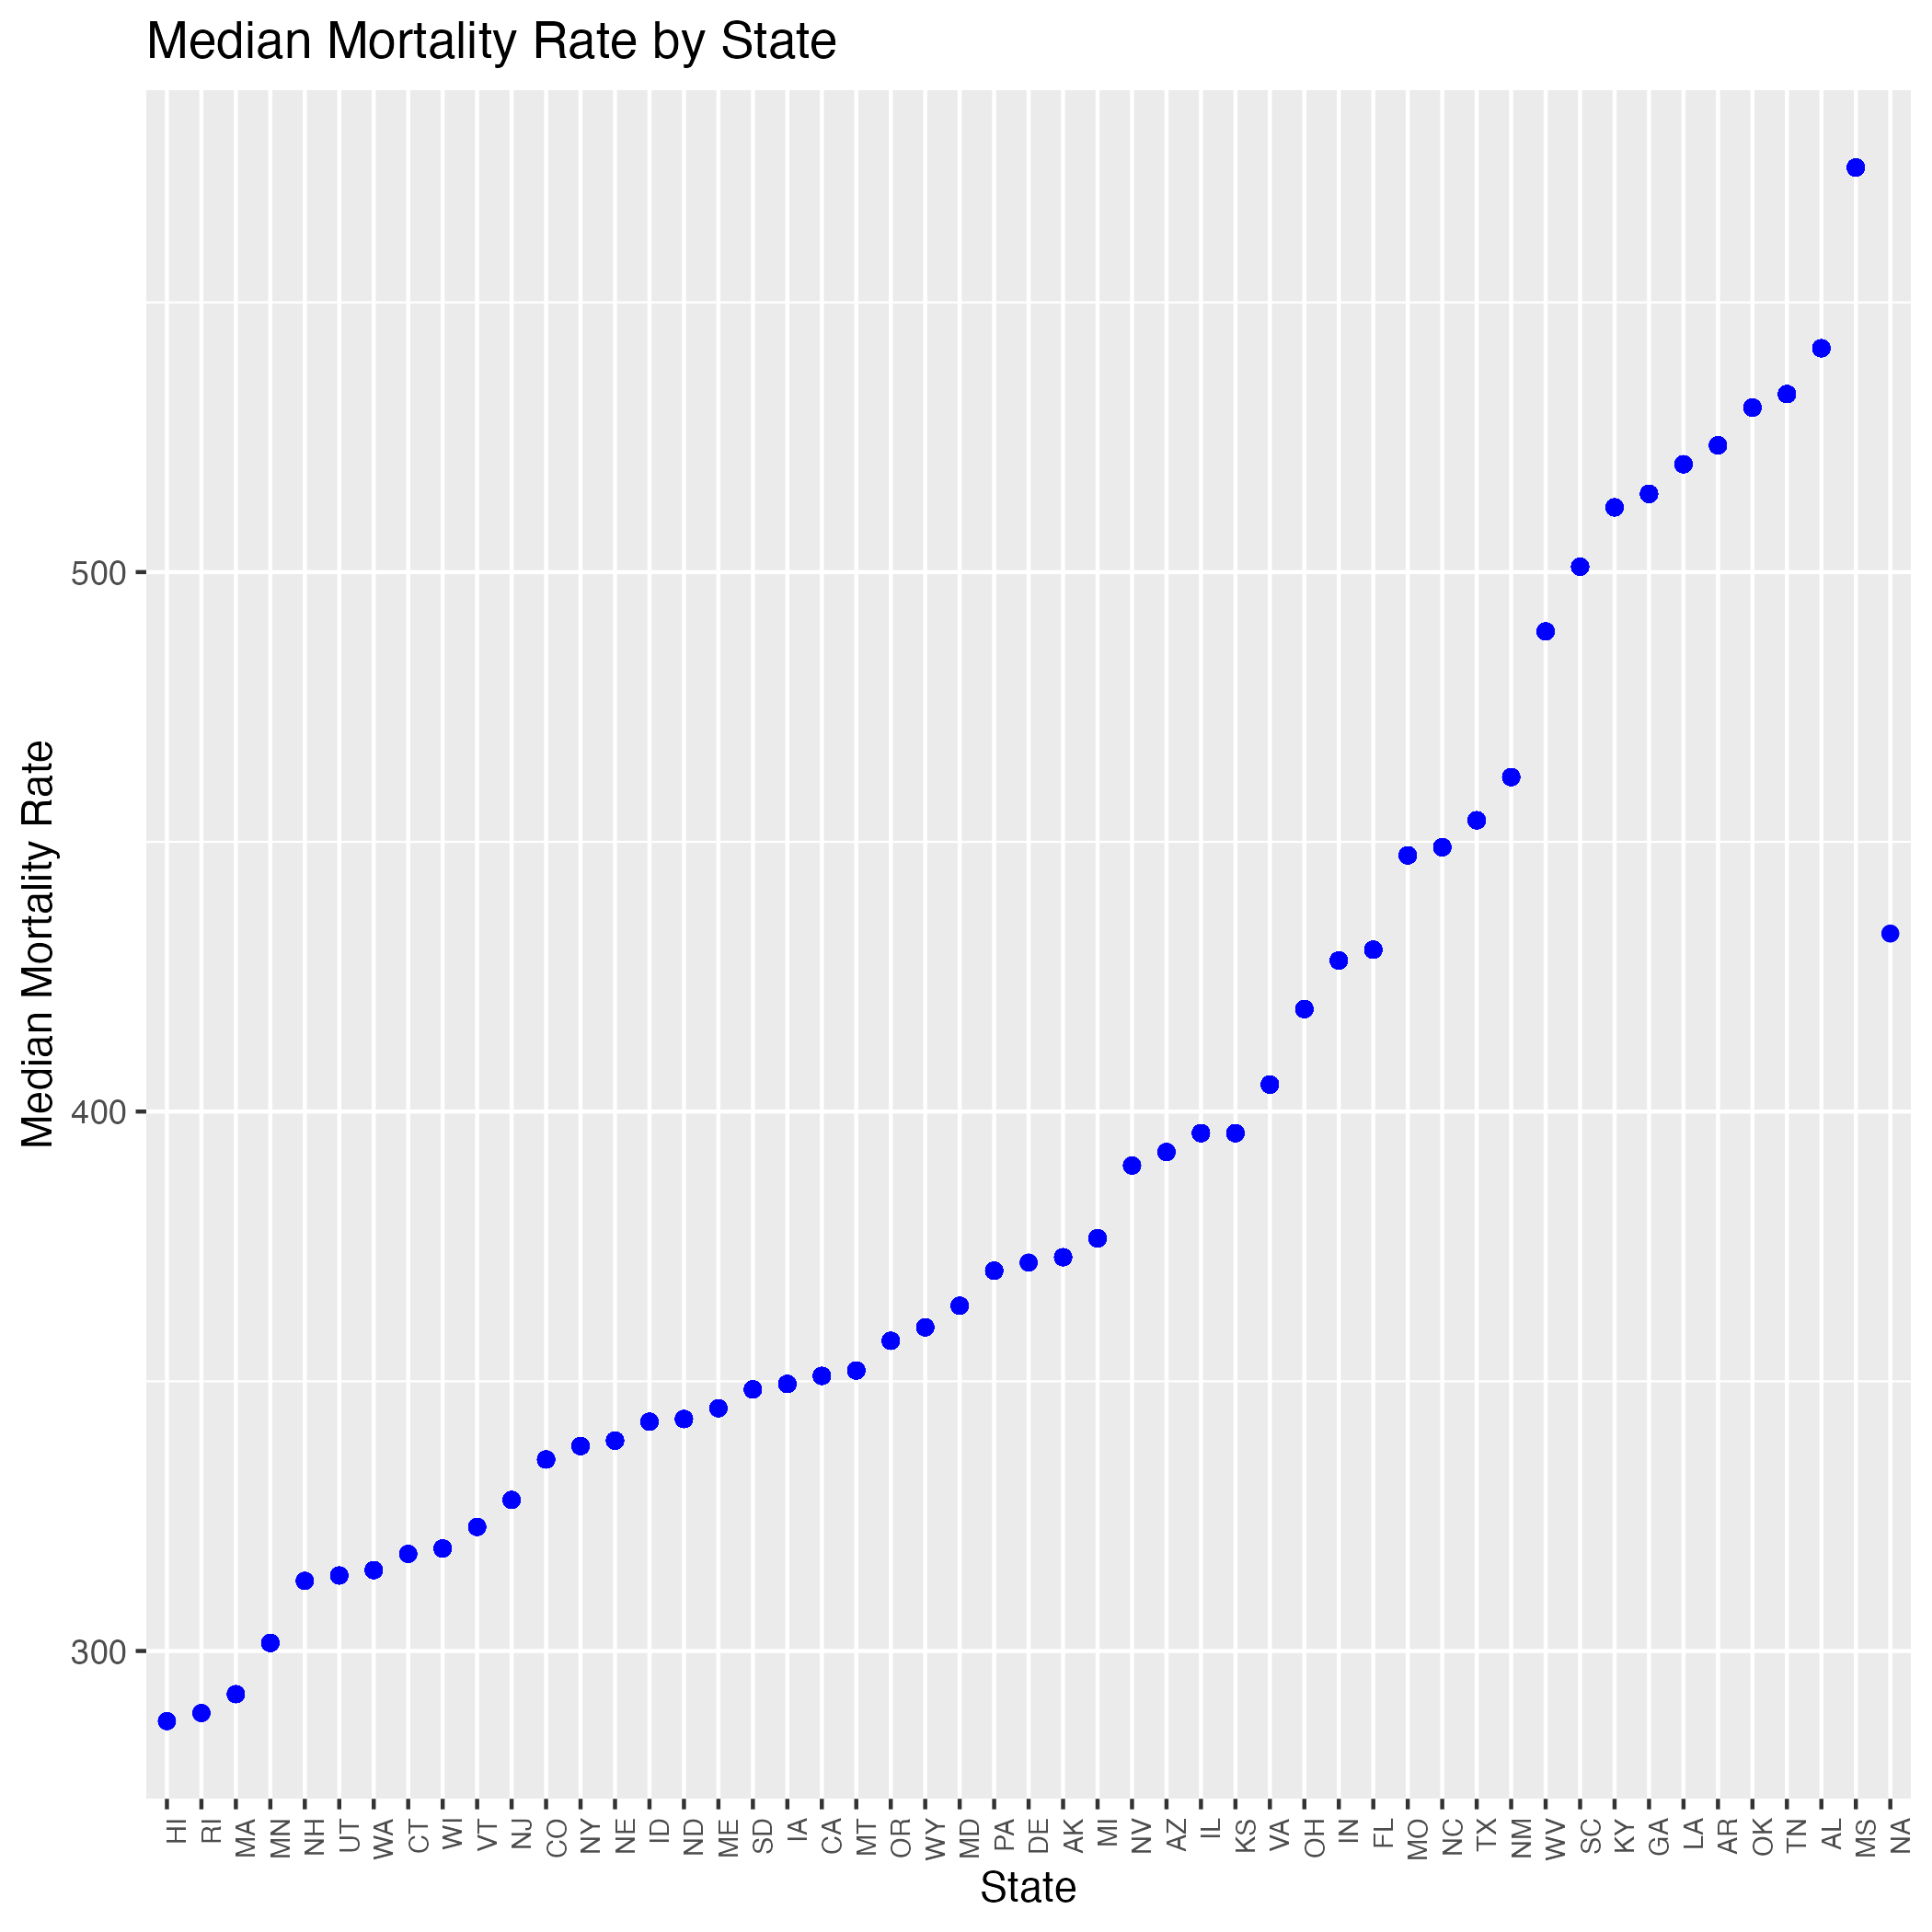 Median Mortality Rate by State
Median Mortality Rate
500
400
300
HI RI MA MN NH UT WA CT WI VT NJ CO NY NE ID ND ME SD IA CA MT OR WY MD PA DE AK MI NV AZ IL KS VA OH IN FL MO NC TX NM WV SC KY GA LA AR OK TN AL MS NA
State